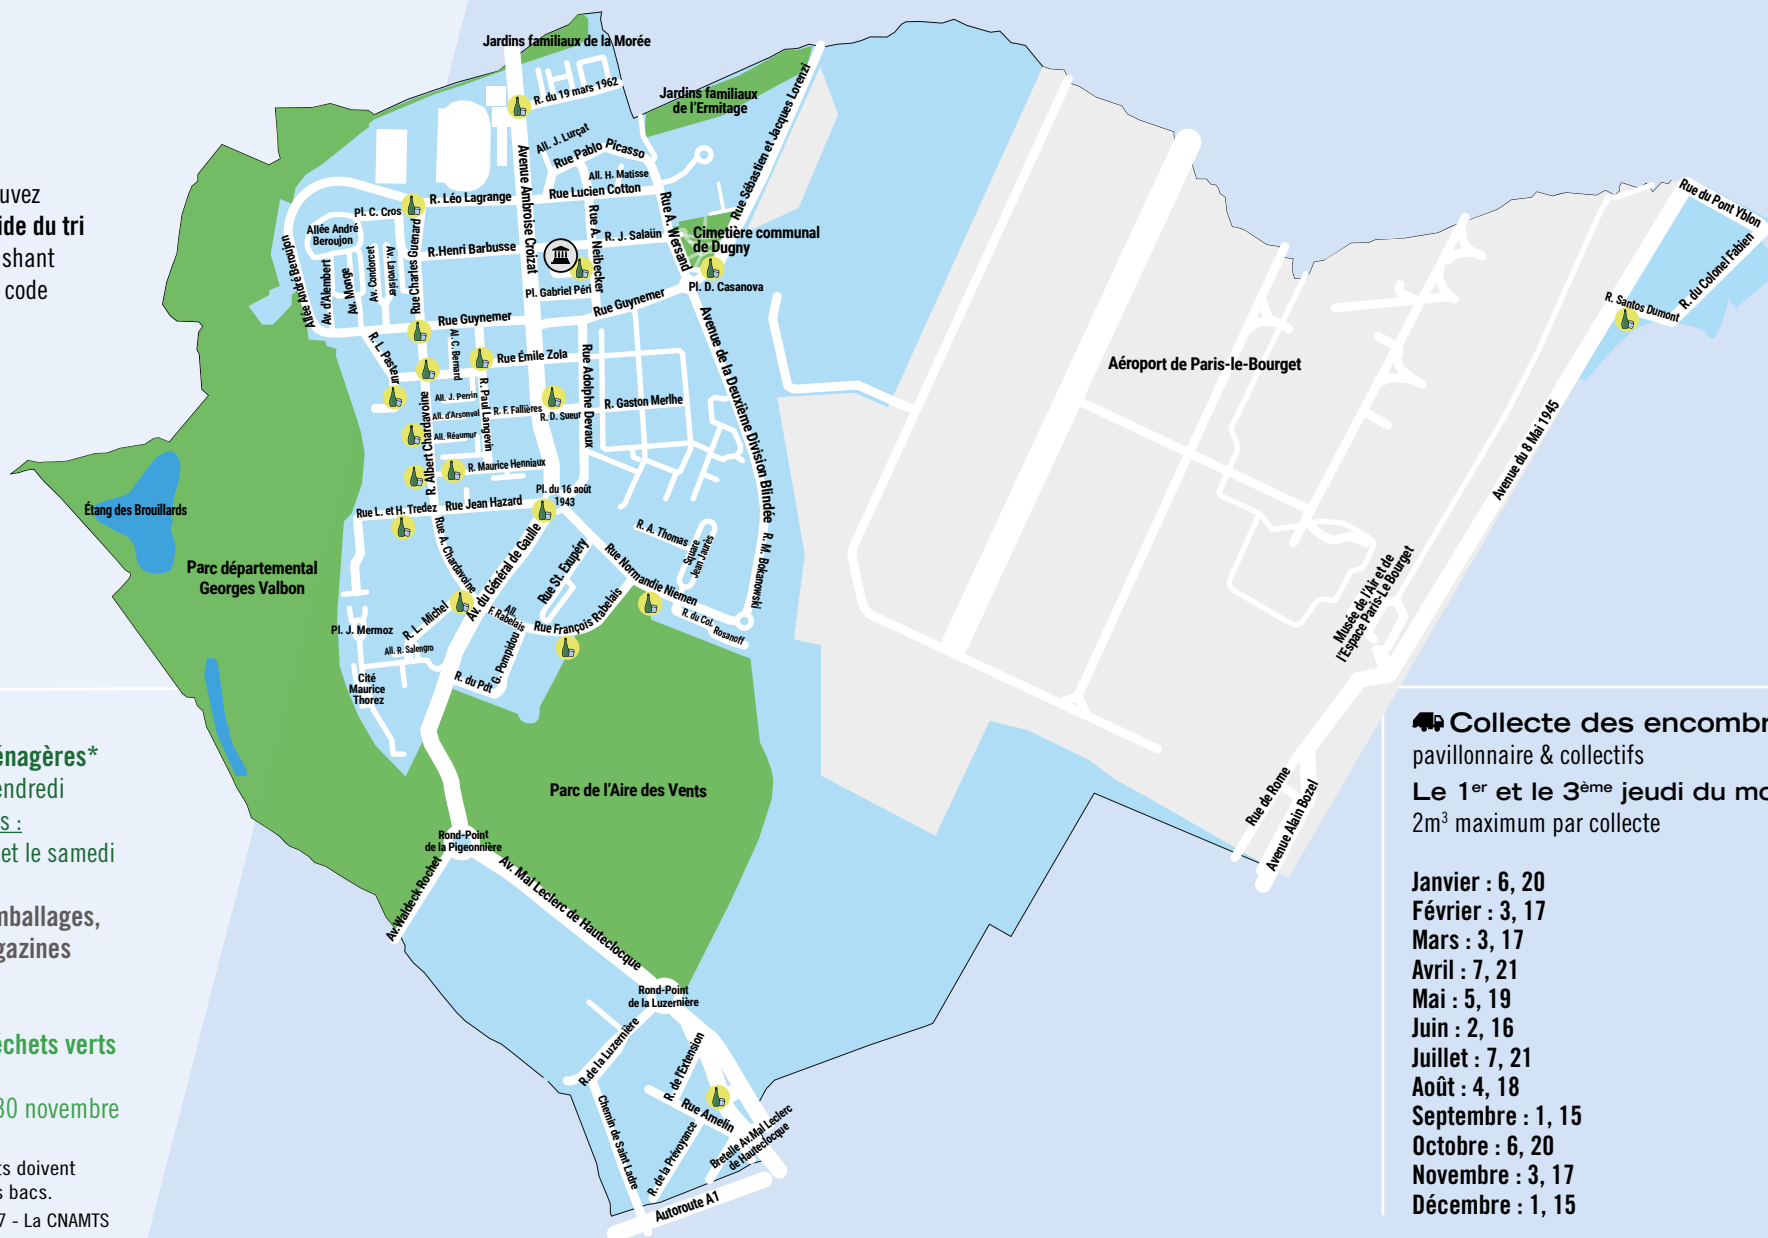 Jardins familiaux de la Morée
R. du 19 mars 1962
Jardins familiaux
de l'Ermitage
Rue Sébastien et Jacques Lorenzi
All. J. Lurçat
Rue Pablo Picasso
All. H. Matisse
Avenue Ambroise Croizat
R. Léo Lagrange
Rue Lucien Cotton
Pl. C. Cros
Allée André
Beroujon
Allée André Beroujon
Av. d'Alembert
Av. Monge
Av. Condorcet
Av. Lavoisier
Rue Charles Guenard
R.Henri Barbusse
Rue A. Neibecker
R. J. Salaün
Rue A. Wersand
Cimetière communal
de Dugny
Pl. D. Casanova
Pl. Gabriel Péri
Rue Guynemer
Rue Guynemer
R. L. Pasteur
Al. C. Bernard
Rue Émile Zola
Rue Adolphe Devaux
Avenue de la Deuxième Division Blindée
All. J. Perrin
All. d'Arsonval
All. Réaumur
R. Paul Langevin
R. F. Fallières
R. D. Sueur
R. Gaston Merlhe
R. Albert Chardavoine
R. Maurice Henniaux
Pl. du 16 août
1943
Rue L. et H. Tredez
Rue Jean Hazard
Rue A. Chardavoine
Av. du Général de Gaulle
R. A. Thomas
Square
Jean Jaurès
R. M. Bokanowski
Rue St. Exupéry
Rue Normandie Niemen
R. du Col. Rosanoff
R. L. Michel
All.
F. Rabelais
Rue François Rabelais
Pl. J. Mermoz
All. R. Salengro
Cité
Maurice
Thorez
R. du Pdt
G. Pompidou
Étang des Brouillards
Parc départemental
Georges Valbon
Parc de l'Aire des Vents
Rond-Point
de la Pigeonnière
Av. Waldeck Rochet
Av. Mal Leclerc de Hauteclocque
Rond-Point
de la Luzernière
R.de la Luzernière
R. de l'Extension
Rue Amelin
Chemin de Saint Ladre
R. de la Prévoyance
Bretelle Av.Mal Leclerc
de Hauteclocque
Autoroute A1
Aéroport de Paris-le-Bourget
Rue du Pont Yblon
R. du Colonel Fabien
R. Santos Dumont
Avenue du 8 Mai 1945
Musée de l'Air et de
l'Espace Paris-Le Bourget
Rue de Rome
Avenue Alain Bozel
uvez
ide du tri
shant
code
énagères*
endredi
s :
et le samedi
mballages,
gazines
échets verts
30 novembre
ts doivent
s bacs.
7 - La CNAMTS
Collecte des encombr
pavillonnaire & collectifs
Le 1er et le 3ème jeudi du mo
2m³ maximum par collecte
Janvier : 6, 20
Février : 3, 17
Mars : 3, 17
Avril : 7, 21
Mai : 5, 19
Juin : 2, 16
Juillet : 7, 21
Août : 4, 18
Septembre : 1, 15
Octobre : 6, 20
Novembre : 3, 17
Décembre : 1, 15